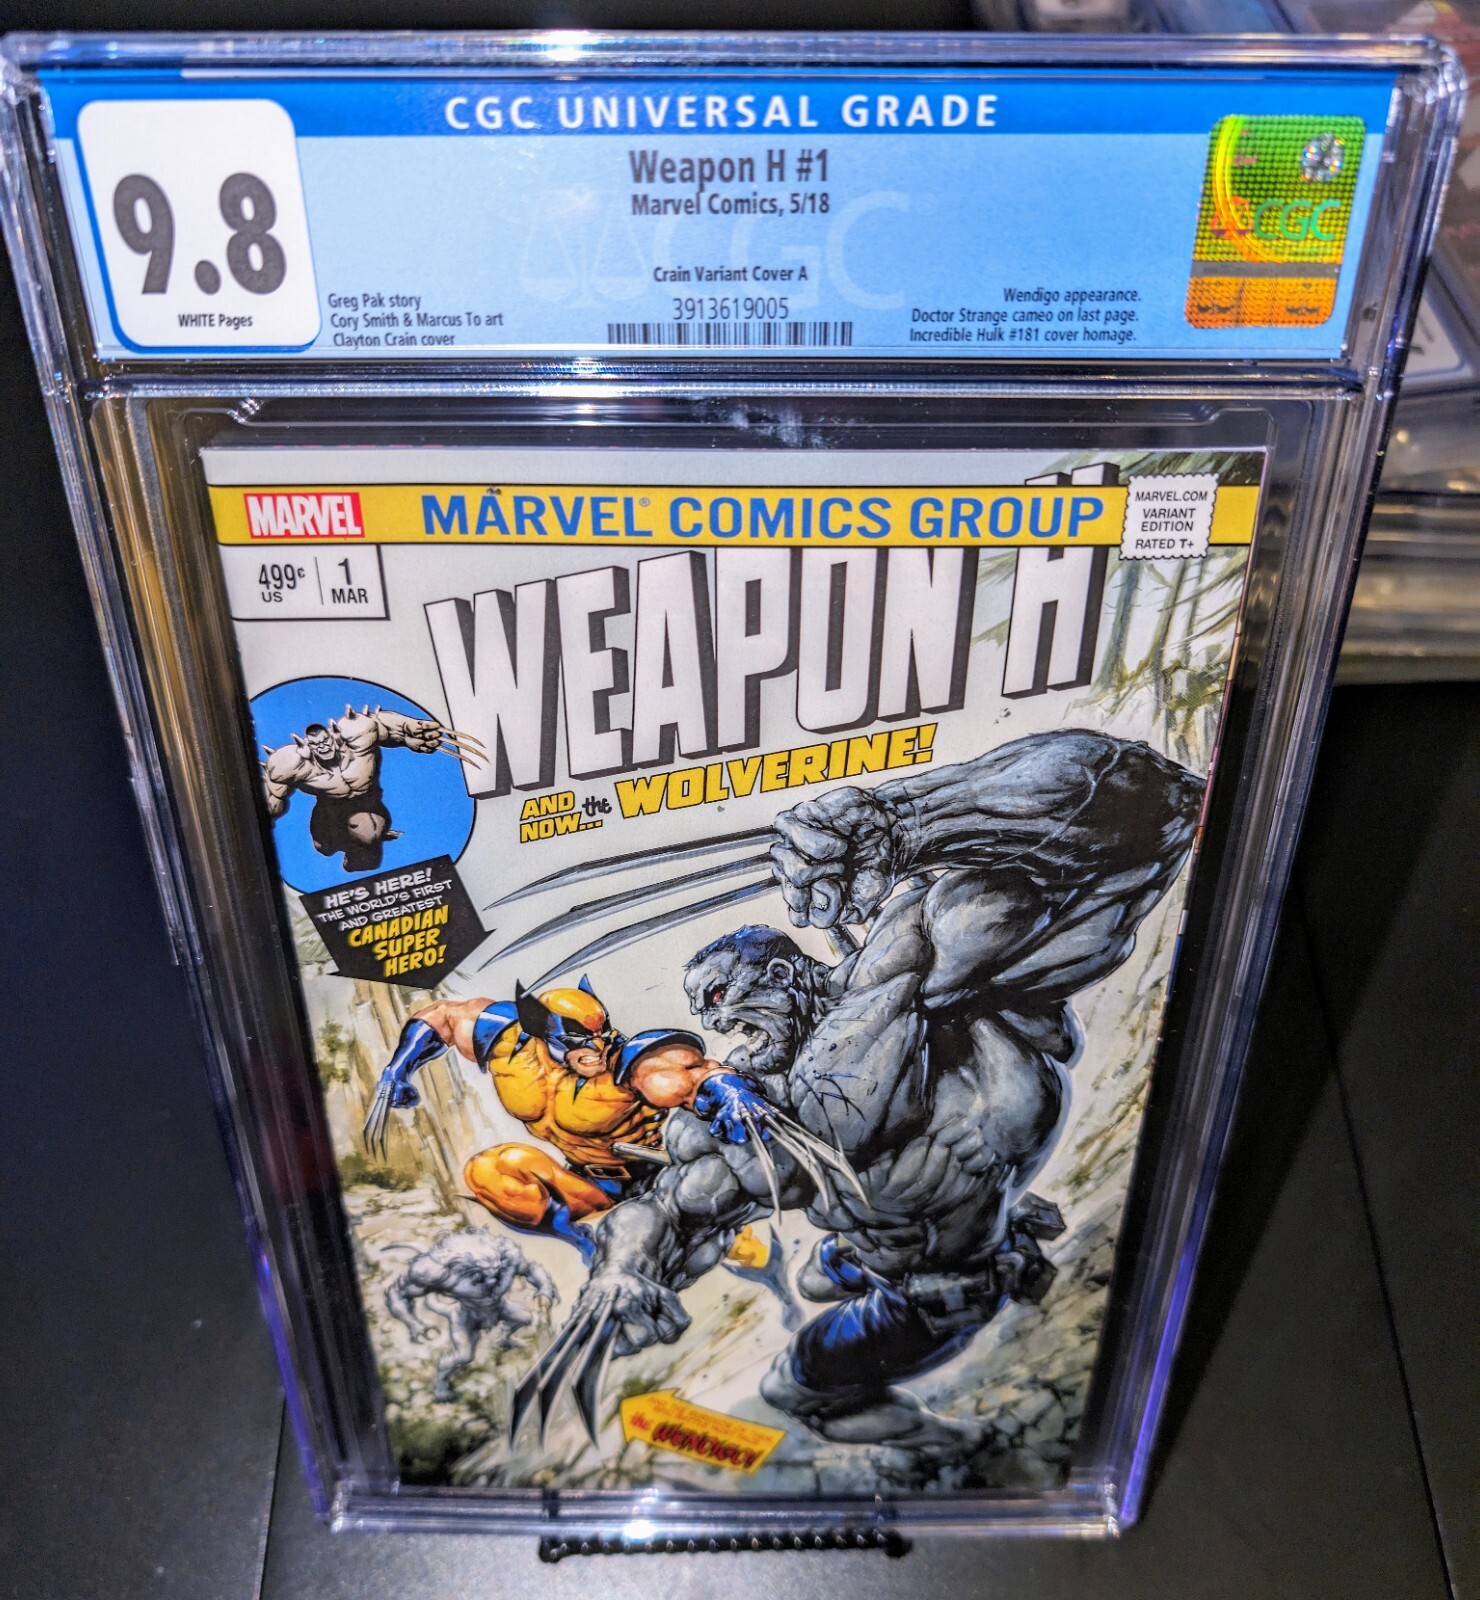 CGC UNIVERSAL GRADE
9.8
WHITE Pages
Weapon H #1
Marvel Comics, 5/18
Crain Variant Cover A
3913619005
Greg Pak story
Cory Smith & Marcus To art
Clayton Crain cover
Wendigo appearance.
Doctor Strange cameo on last page.
Incredible Hulk #181 cover homage.
CGC
CGC
MARVEL
MARVEL® COMICS GROUP
MARVEL.COM
VARIANT
EDITION
RATED T+
499¢
US
1
MAR
WEAPON H
AND
NOW... the WOLVERINE!
HE'S HERE!
THE WORLD'S FIRST
AND GREATEST
CANADIAN
SUPER
HERO!
the WENDIGO!